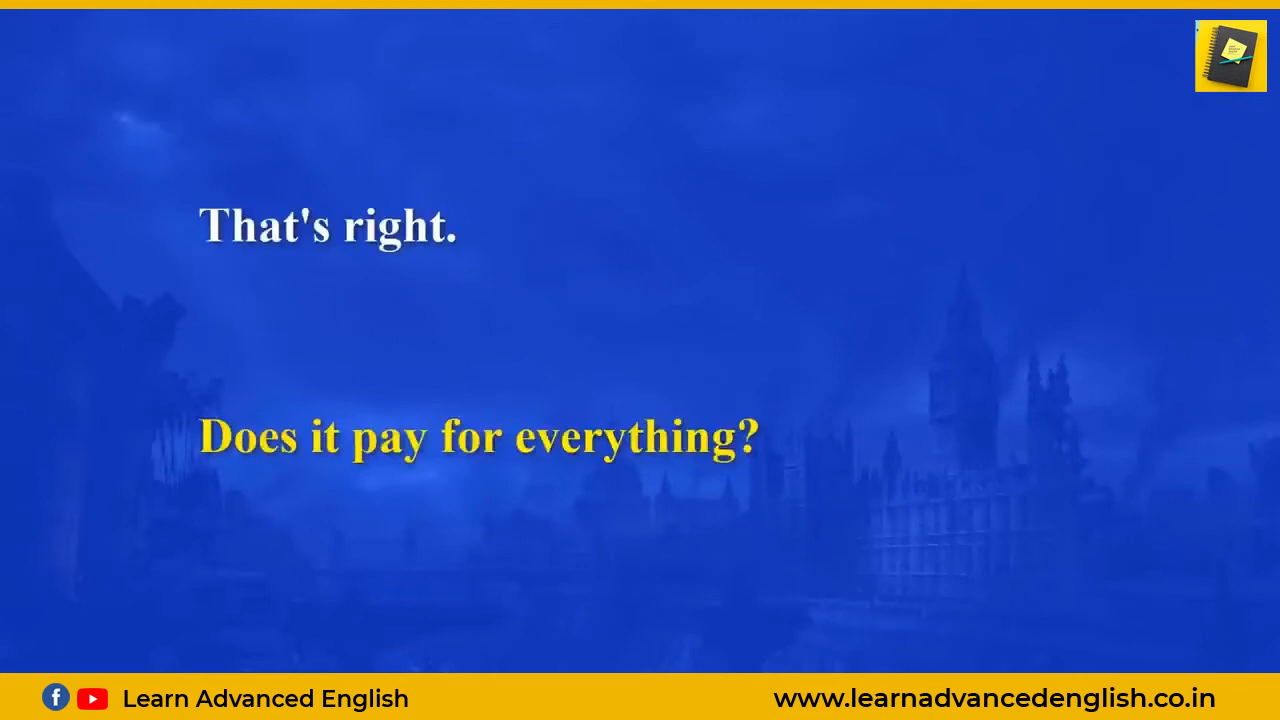 That's right.
Does it pay for everything?
Learn Advanced English
www.learnadvancedenglish.co.in